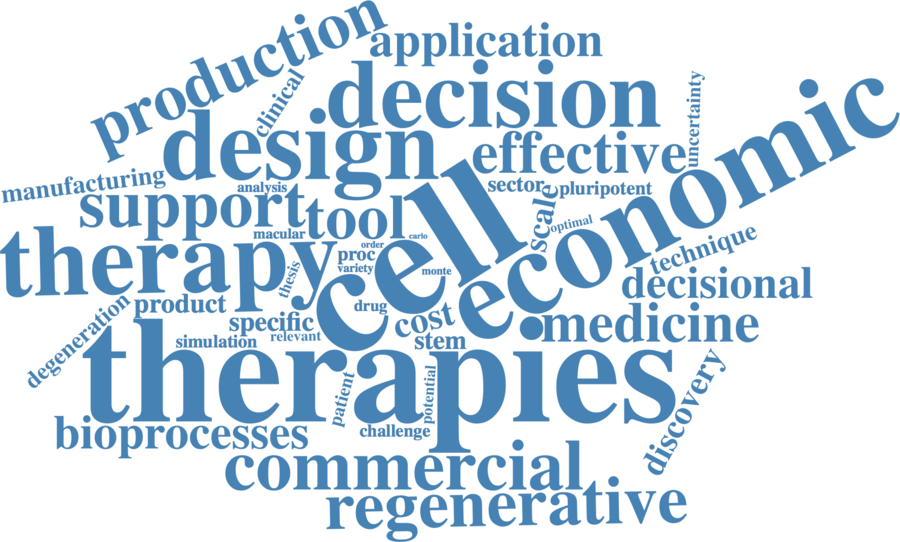 production
application
clinical
decision
uncertainty
economic
design
effective
manufacturing
analysis
sector
pluripotent
support
tool
cell
scale
optimal
macular
order
carlo
therapy
proc
technique
variety
monte
thesis
decisional
product
drug
degeneration
specific
cost
medicine
simulation
relevant
stem
therapies
discovery
patient
potential
bioprocesses
challenge
commercial
regenerative